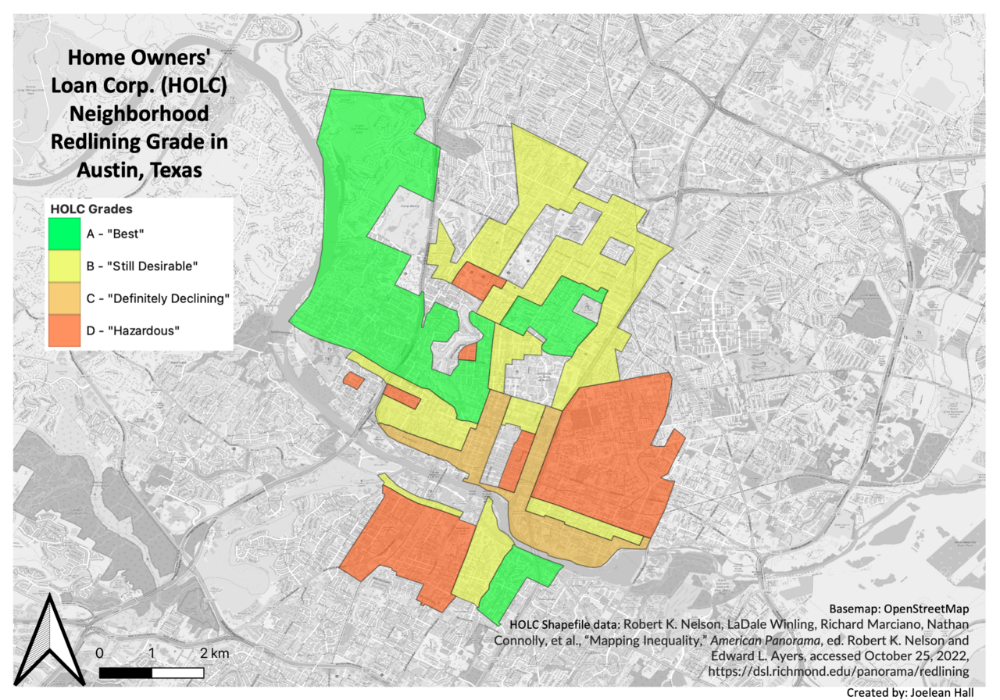 Home Owners'
Loan Corp. (HOLC)
Neighborhood
Redlining Grade in
Austin, Texas
HOLC Grades
A - "Best"
B - "Still Desirable"
C - "Definitely Declining"
D - "Hazardous"
0 1 2 km
Basemap: OpenStreetMap
HOLC Shapefile data: Robert K. Nelson, LaDale Winling, Richard Marciano, Nathan
Connolly, et al., “Mapping Inequality,” American Panorama, ed. Robert K. Nelson and
Edward L. Ayers, accessed October 25, 2022,
https://dsl.richmond.edu/panorama/redlining
Created by: Joelean Hall